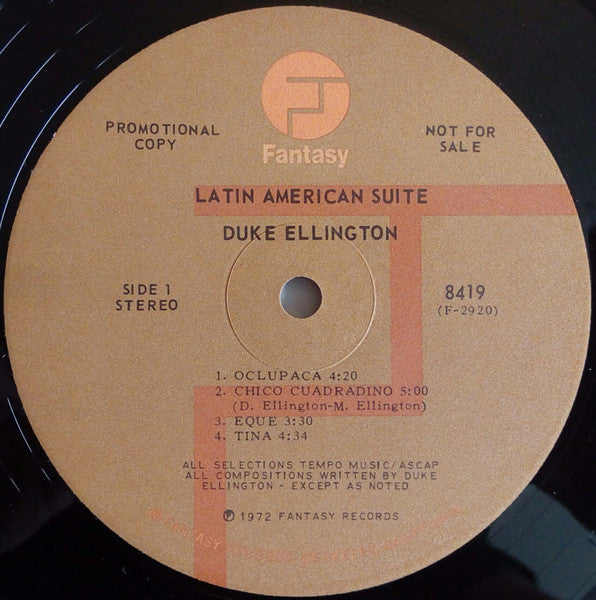 Fantasy
PROMOTIONAL
COPY
NOT FOR
SALE
LATIN AMERICAN SUITE
DUKE ELLINGTON
SIDE 1
STEREO
8419
(F-2920)
1. OCLUPACA 4:20
2. CHICO CUADRADINO 5:00
(D. Ellington-M. Ellington)
3. EQUE 3:30
4. TINA 4:34
ALL SELECTIONS TEMPO MUSIC/ASCAP
ALL COMPOSITIONS WRITTEN BY DUKE
ELLINGTON - EXCEPT AS NOTED
Ⓟ 1972 FANTASY RECORDS
FANTASY